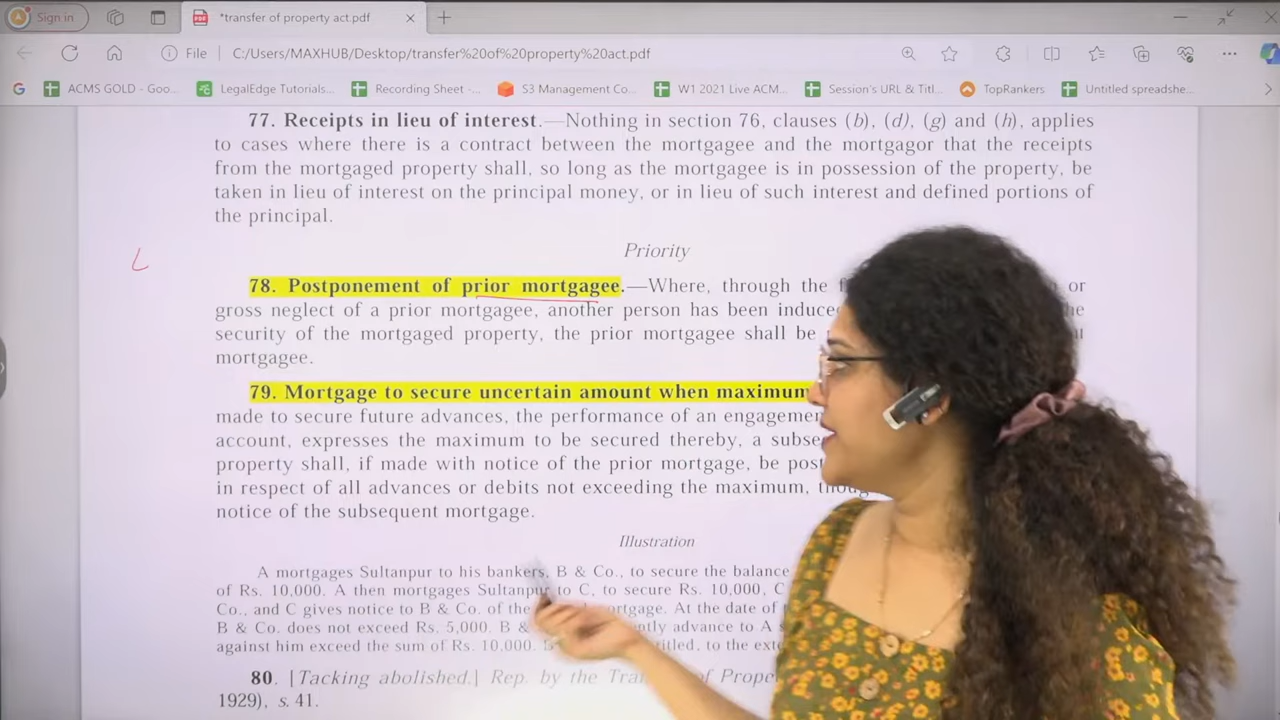 Sign in
*transfer of property act.pdf
File
C:/Users/MAXHUB/Desktop/transfer%20of%20property%20act.pdf
ACMS GOLD - Goo...
LegalEdge Tutorials...
Recording Sheet -...
S3 Management Co...
W1 2021 Live ACM...
Session's URL & Titl...
TopRankers
Untitled spreadshe...
77. Receipts in lieu of interest.—Nothing in section 76, clauses (b), (d), (g) and (h), applies
to cases where there is a contract between the mortgagee and the mortgagor that the receipts
from the mortgaged property shall, so long as the mortgagee is in possession of the property, be
taken in lieu of interest on the principal money, or in lieu of such interest and defined portions of
the principal.
Priority
78. Postponement of prior mortgagee.—Where, through the or
gross neglect of a prior mortgagee, another person has been
security of the mortgaged property, the prior mortgagee shall be
mortgagee.
79. Mortgage to secure uncertain amount when maximum
made to secure future advances, the performance of an
account, expresses the maximum to be secured thereby, a
property shall, if made with notice of the prior mortgage, be
in respect of all advances or debits not exceeding the maximum,
notice of the subsequent mortgage.
Illustration
A mortgages Sultanpur to his bankers, B & Co., to secure the balance
of Rs. 10,000. A then mortgages Sultanpur to C, to secure Rs. 10,000, C
Co., and C gives notice to B & Co. of the At the date of
B & Co. does not exceed Rs. 5,000. B & advance to A
against him exceed the sum of Rs. 10,000. to the
80. [Tacking abolished.] Rep. by the of
1929), s. 41.